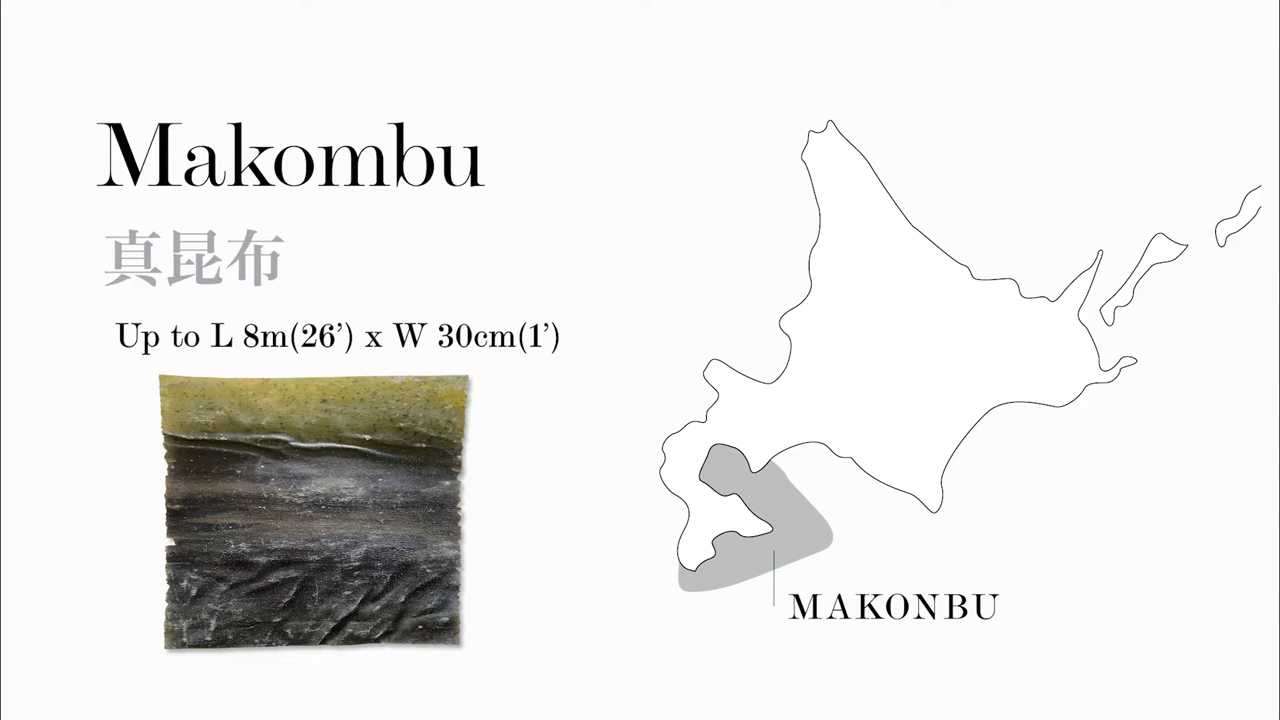 Makombu
真昆布
Up to L 8m(26’) x W 30cm(1’)
MAKONBU